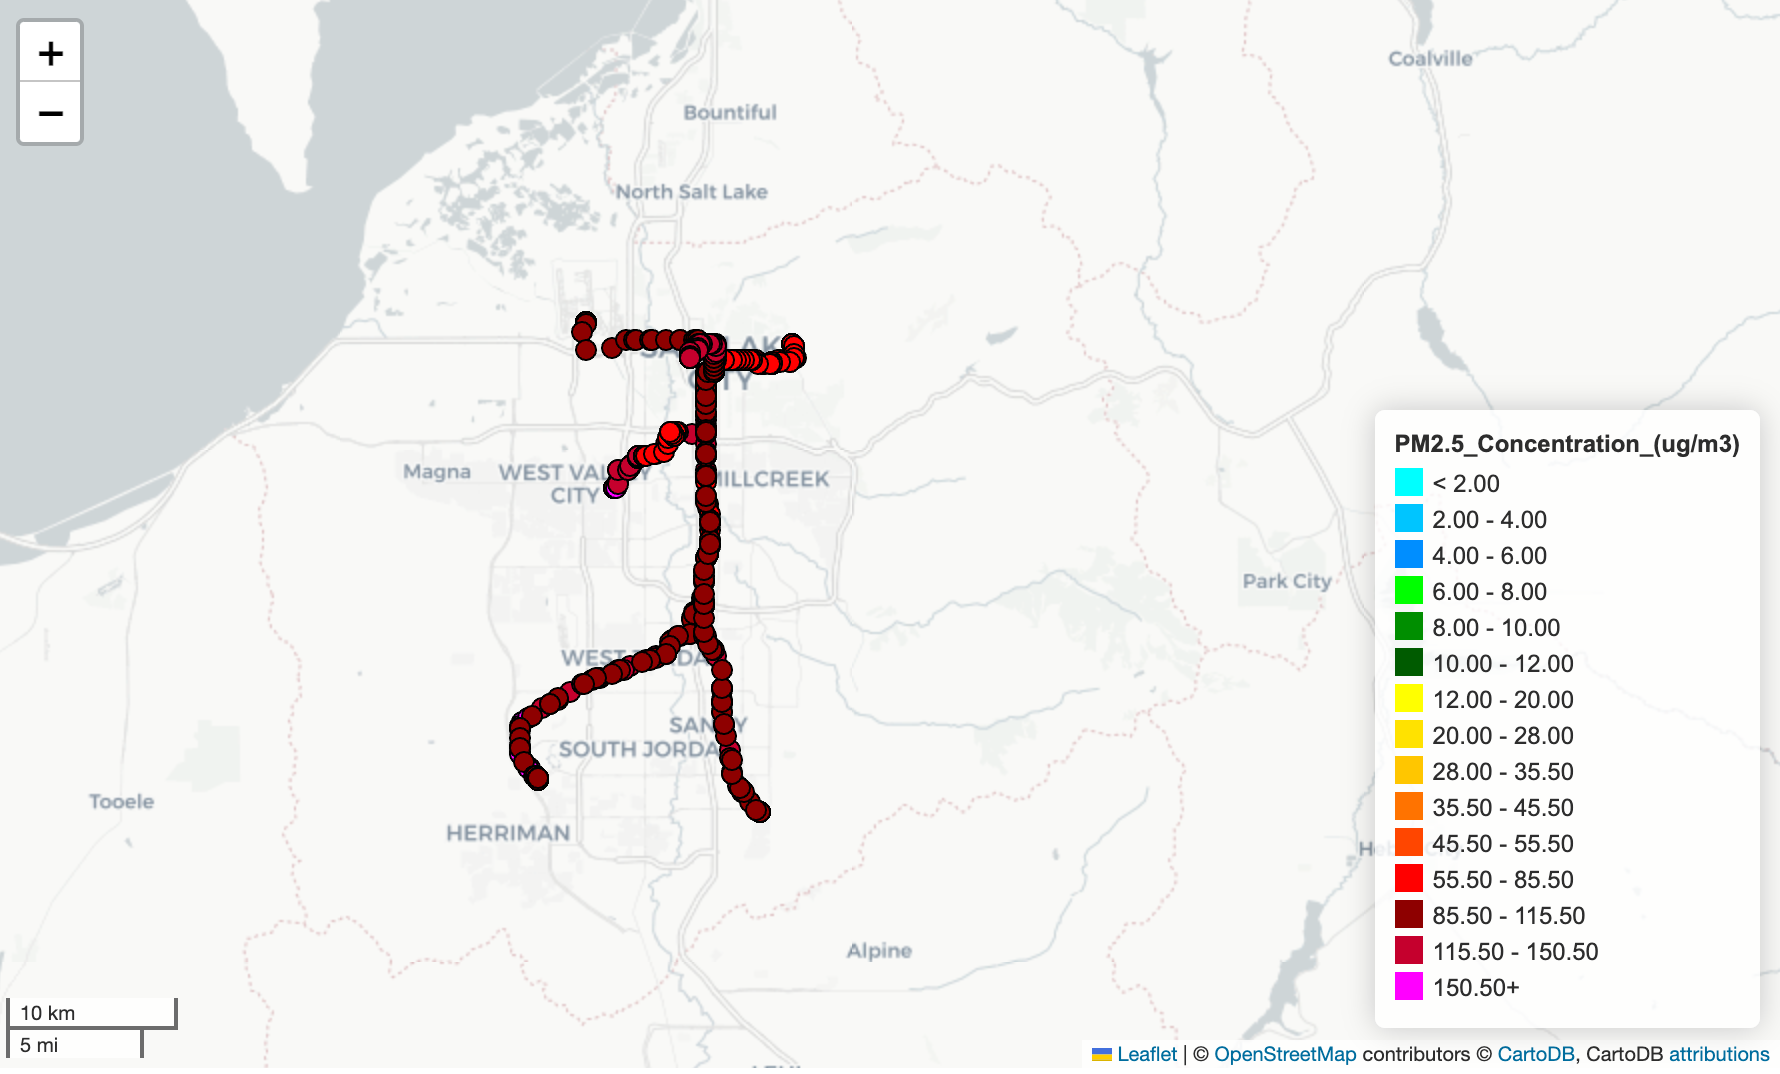 +
−
Coalville
Bountiful
North Salt Lake
CITY
Magna
WEST VAL Y
CITY
MILLCREEK
Park City
WEST
SAN Y
SOUTH JORDA
Tooele
HERRIMAN
Alpine
PM2.5_Concentration_(ug/m3)
< 2.00
2.00 - 4.00
4.00 - 6.00
6.00 - 8.00
8.00 - 10.00
10.00 - 12.00
12.00 - 20.00
20.00 - 28.00
28.00 - 35.50
35.50 - 45.50
45.50 - 55.50
55.50 - 85.50
85.50 - 115.50
115.50 - 150.50
150.50+
10 km
5 mi
Leaflet | © OpenStreetMap contributors © CartoDB, CartoDB attributions